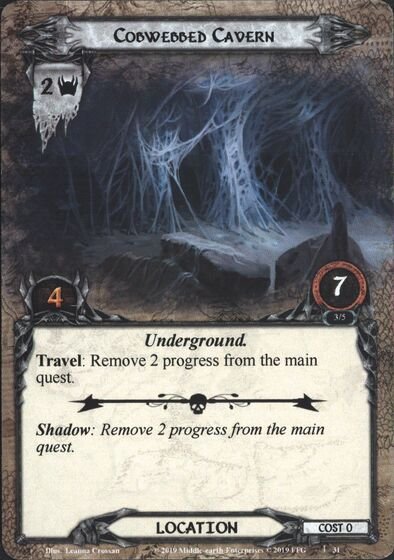 COBWEBBED CAVERN
2
4
7
3/5
Underground.
Travel: Remove 2 progress from the main
quest.
Shadow: Remove 2 progress from the main
quest.
LOCATION
COST 0
Illus. Leanna Crossan
© 2019 Middle-earth Enterprises © 2019 FFG
31